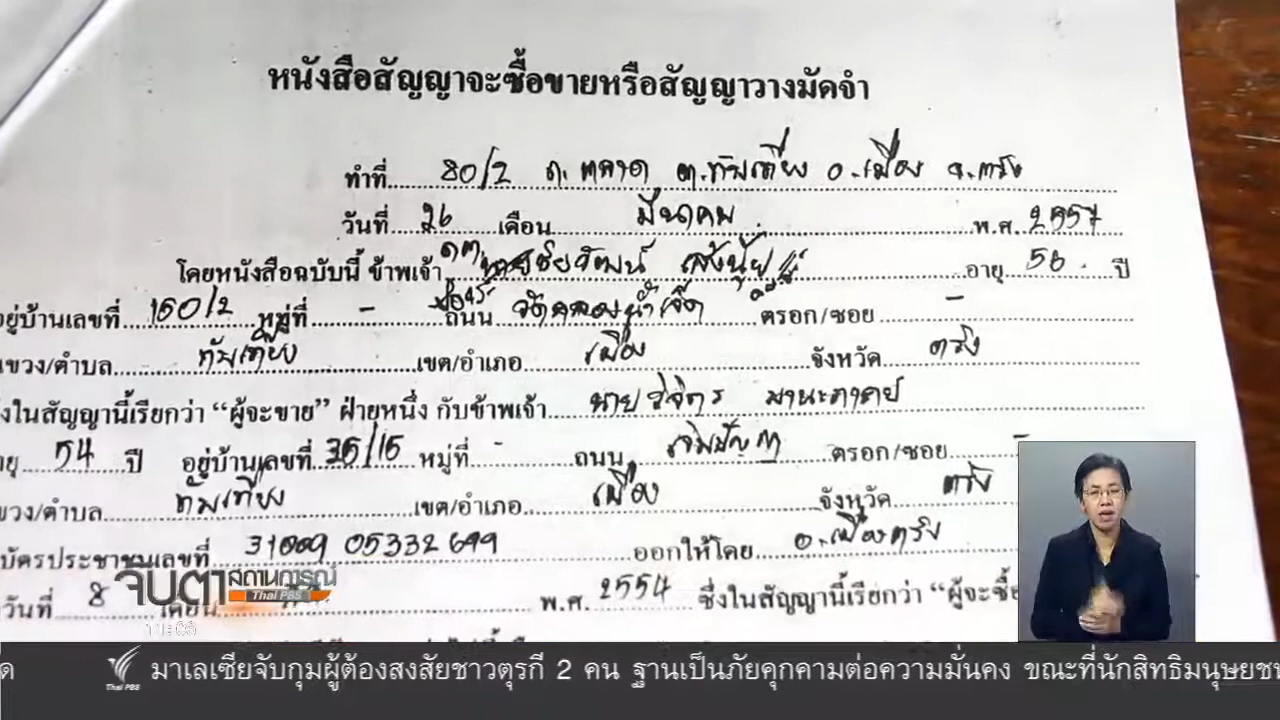 หนังสือสัญญาจะซื้อขายหรือสัญญาวางมัดจำ
ทำที่ 80/2 ถ. ตลาด ต.ทับเที่ยง อ.เมือง จ.ตรัง
วันที่ 26 เดือน มีนาคม พ.ศ. 2557
โดยหนังสือฉบับนี้ ข้าพเจ้า อายุ 56 ปี
อยู่บ้านเลขที่ 160/2 หมู่ที่ - ถนน วัดคลองน้ำเจ็ด ตรอก/ซอย -
แขวง/ตำบล ทับเที่ยง เขต/อำเภอ เมือง จังหวัด ตรัง
ซึ่งในสัญญานี้เรียกว่า “ผู้จะขาย” ฝ่ายหนึ่ง กับข้าพเจ้า นาย วิจิตร
อายุ 54 ปี อยู่บ้านเลขที่ 35/15 หมู่ที่ - ถนน เจิมปัญญา ตรอก/ซอย -
แขวง/ตำบล ทับเที่ยง เขต/อำเภอ เมือง จังหวัด ตรัง
บัตรประชาชนเลขที่ ออกให้โดย อ.เมืองตรัง
วันที่ 8 เดือน พ.ศ. 2554 ซึ่งในสัญญานี้เรียกว่า “ผู้จะซื้อ
จับตาสถานการณ์
Thai PBS
Thai PBS มาเลเซียจับกุมผู้ต้องสงสัยชาวตุรกี 2 คน ฐานเป็นภัยคุกคามต่อความมั่นคง ขณะที่นักสิทธิมนุษยช